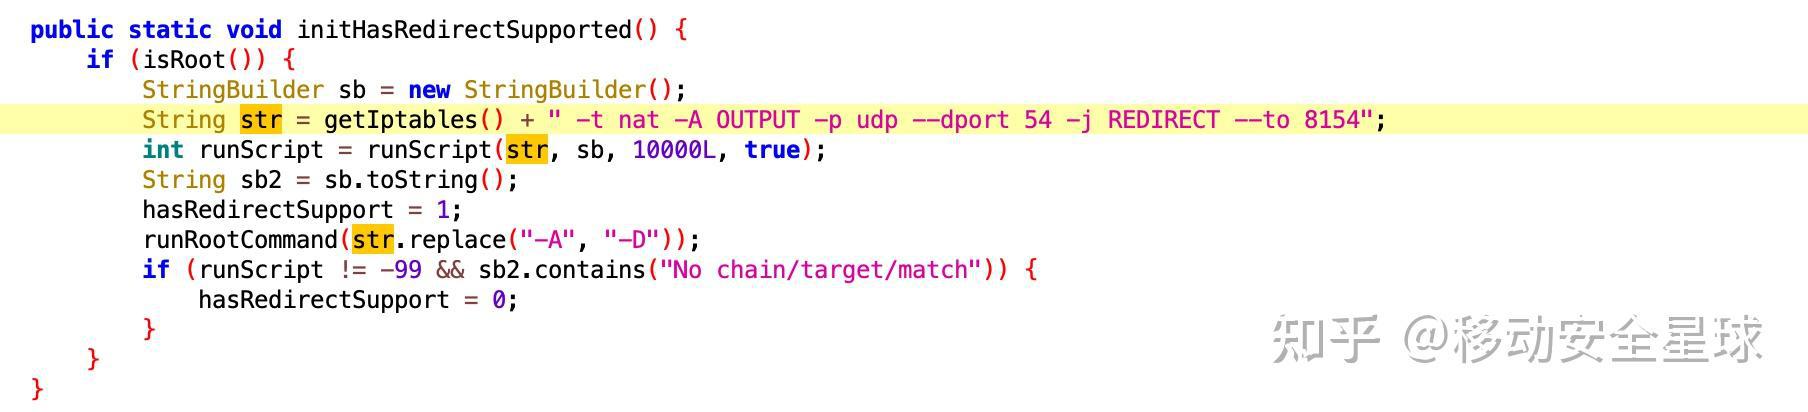 public static void initHasRedirectSupported() {
    if (isRoot()) {
        StringBuilder sb = new StringBuilder();
        String str = getIptables() + " -t nat -A OUTPUT -p udp --dport 54 -j REDIRECT --to 8154";
        int runScript = runScript(str, sb, 10000L, true);
        String sb2 = sb.toString();
        hasRedirectSupport = 1;
        runRootCommand(str.replace("-A", "-D"));
        if (runScript != -99 && sb2.contains("No chain/target/match")) {
            hasRedirectSupport = 0;
        }
    }
}
知乎 @移动安全星球